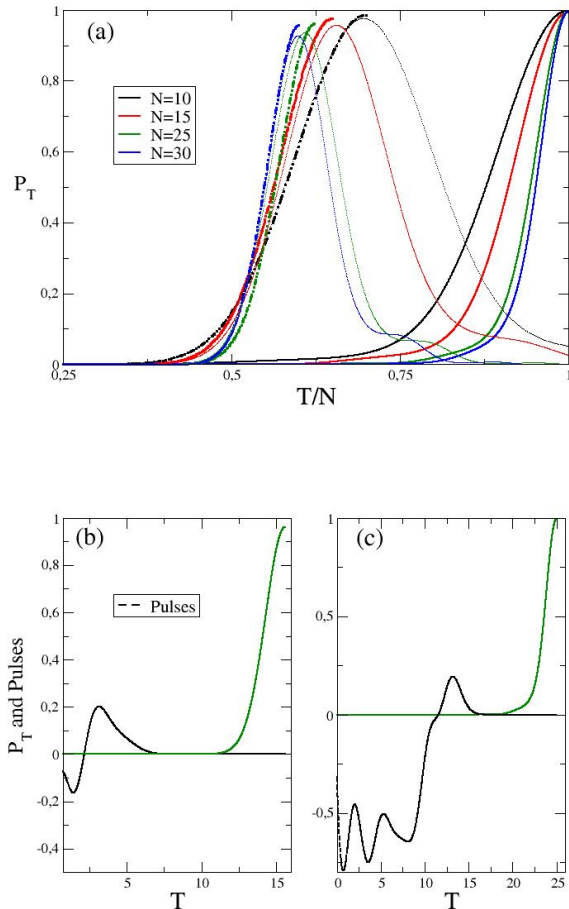 1
(a)
0,8
N=10
N=15
N=25
N=30
0,6
P_T
0,4
0,2
0
0,25
0,5
0,75
1
T/N
1
(b)
0,8
0,6
Pulses
0,4
0,2
0
-0,2
-0,4
P_T and Pulses
5
10
15
T
1
(c)
0,5
0
-0,5
0
5
10
15
20
25
T